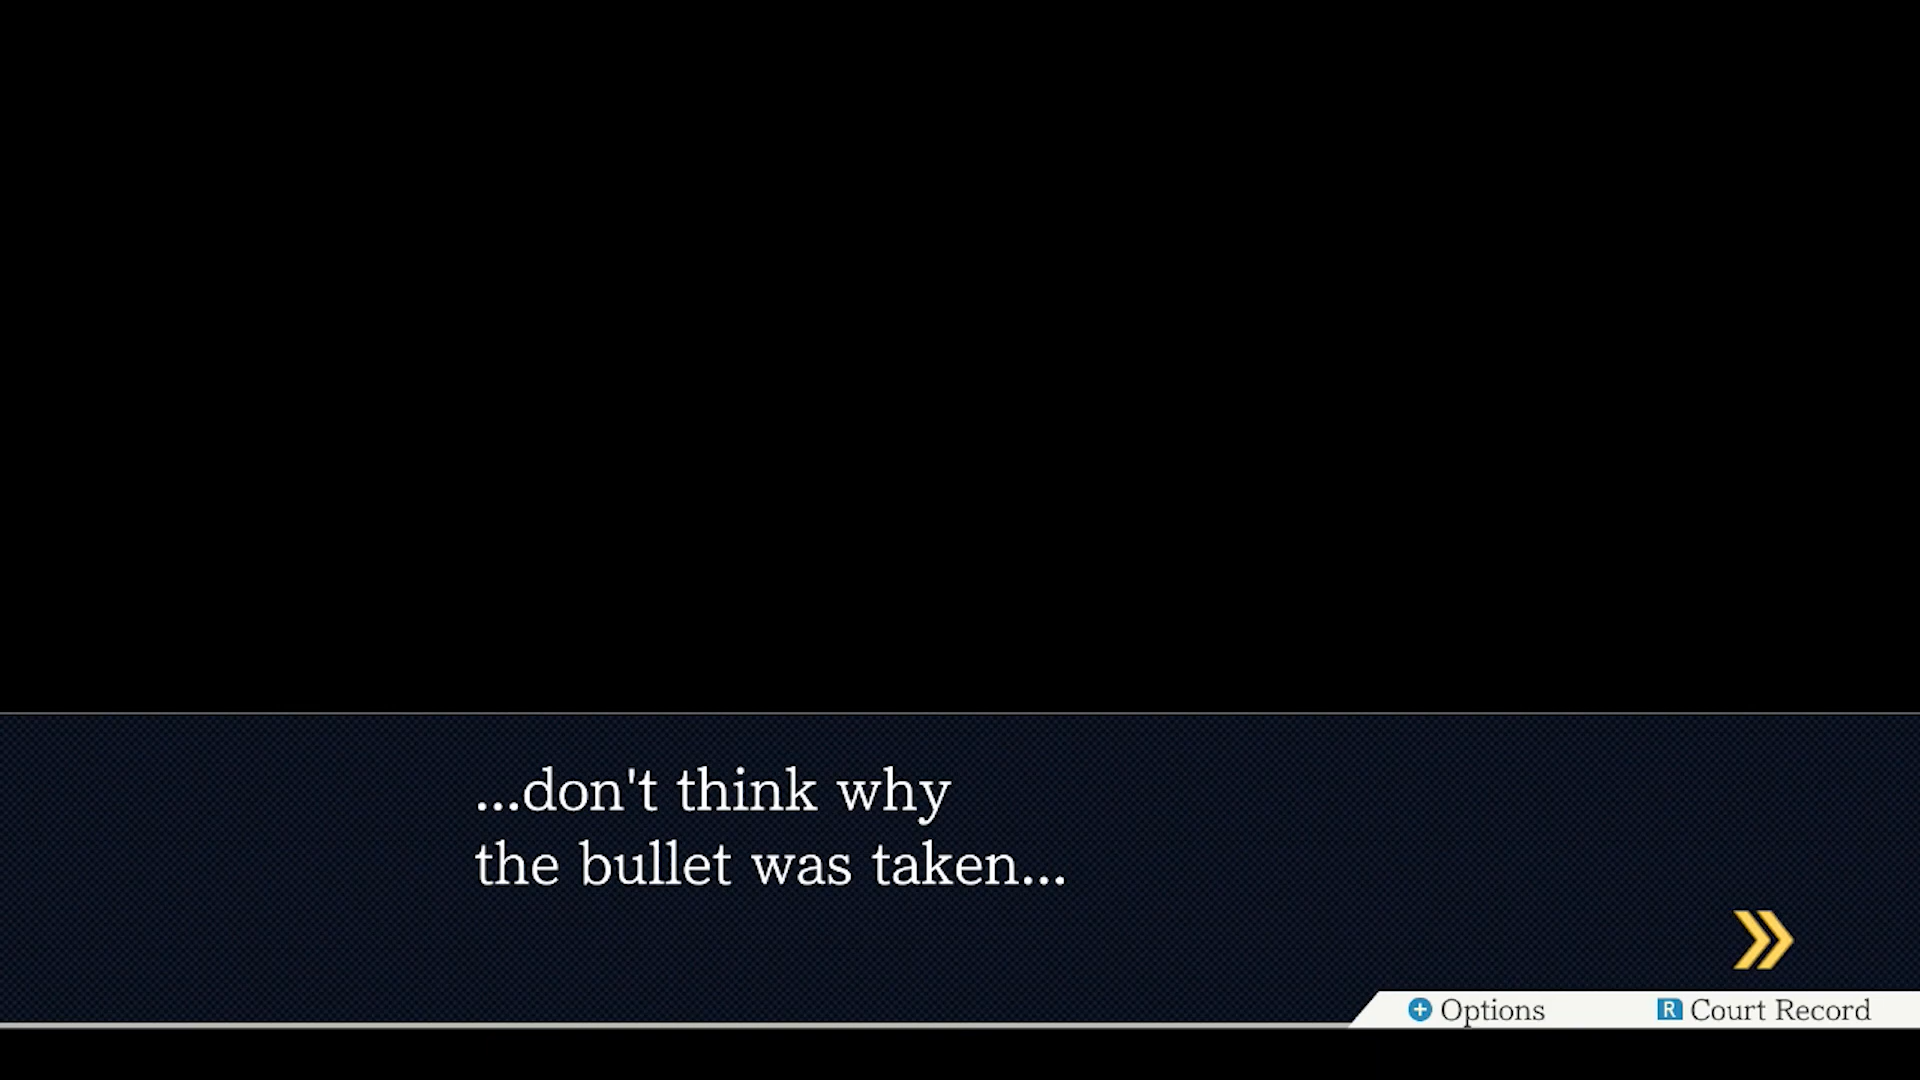 ...don't think why
the bullet was taken...
+ Options
R Court Record